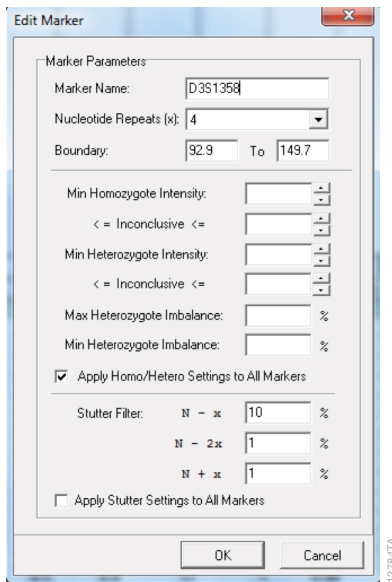 Edit Marker
Marker Parameters
Marker Name: D3S1358
Nucleotide Repeats (x): 4
Boundary: 92.9 To 149.7
Min Homozygote Intensity:
< = Inconclusive <=
Min Heterozygote Intensity:
< = Inconclusive <=
Max Heterozygote Imbalance: %
Min Heterozygote Imbalance: %
Apply Homo/Hetero Settings to All Markers
Stutter Filter: N - x 10 %
N - 2x 1 %
N + x 1 %
Apply Stutter Settings to All Markers
OK Cancel
12784TA